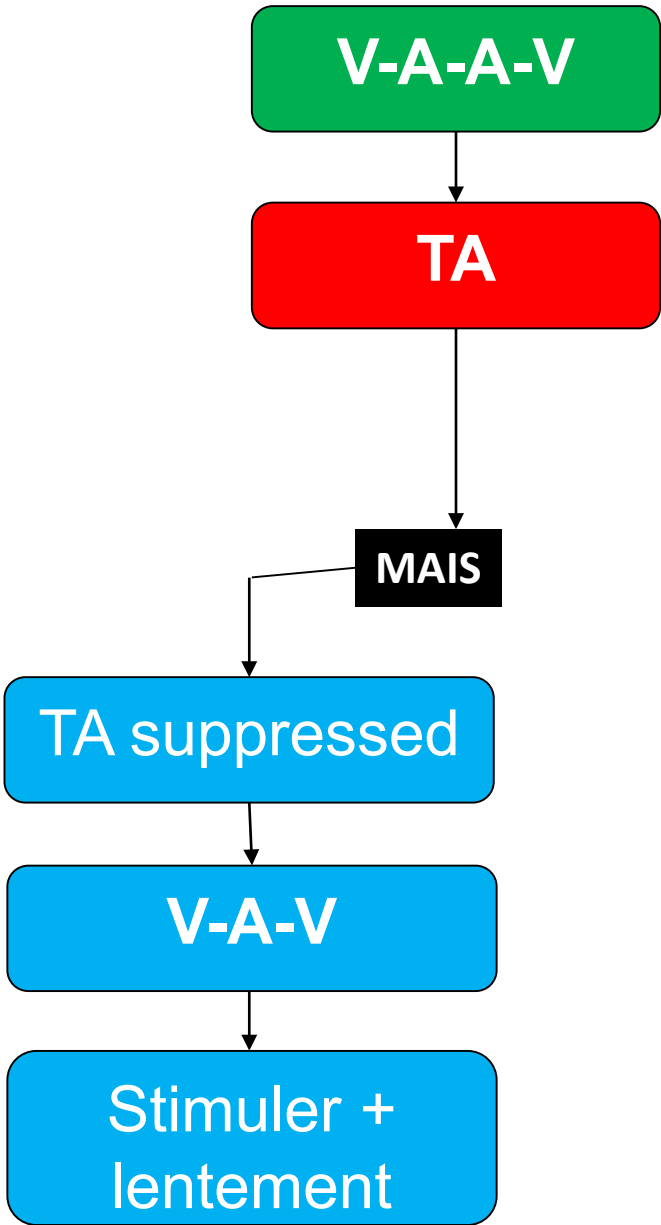 V-A-A-V
TA
MAIS
TA suppressed
V-A-V
Stimuler +
lentement